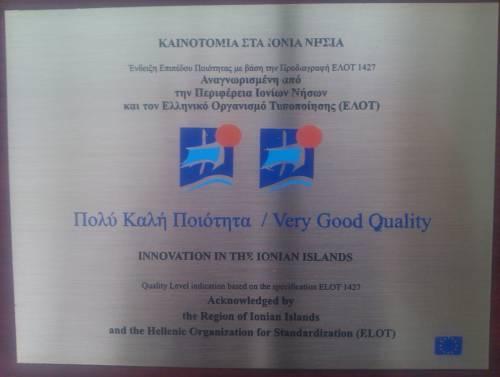 ΚΑΙΝΟΤΟΜΙΑ ΣΤΑ ΙΟΝΙΑ ΝΗΣΙΑ
Ένδειξη Επιπέδου Ποιότητας με βάση την Προδιαγραφή ΕΛΟΤ 1427
Αναγνωρισμένη από
την Περιφέρεια Ιονίων Νήσων
και τον Ελληνικό Οργανισμό Τυποποίησης (ΕΛΟΤ)
Πολύ Καλή Ποιότητα / Very Good Quality
INNOVATION IN THE IONIAN ISLANDS
Quality Level indication based on the specification ELOT 1427
Acknowledged by
the Region of Ionian Islands
and the Hellenic Organization for Standardization (ELOT)